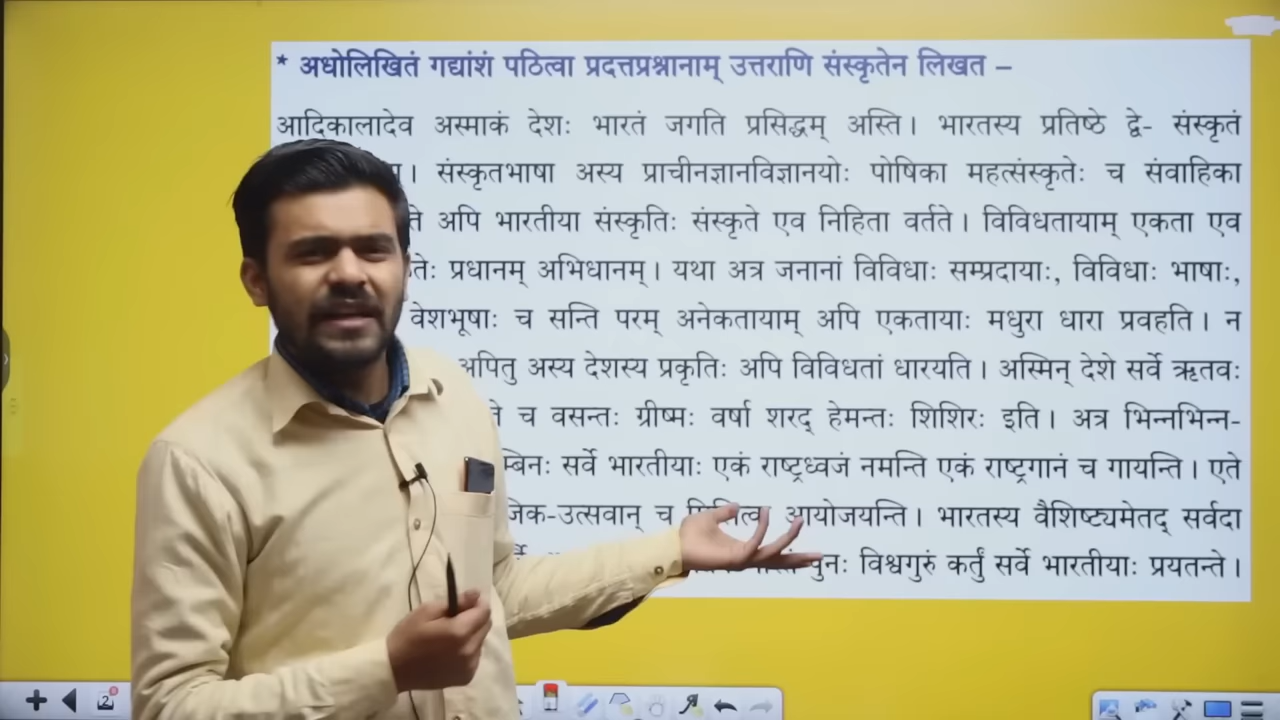 * अधोलिखितं गद्यांशं पठित्वा प्रदत्तप्रश्नानाम् उत्तराणि संस्कृतेन लिखत –
आदिकालादेव अस्माकं देशः भारतं जगति प्रसिद्धम् अस्ति। भारतस्य प्रतिष्ठे द्वे- संस्कृतं
। संस्कृतभाषा अस्य प्राचीनज्ञानविज्ञानयोः पोषिका महत्संस्कृतेः च संवाहिका
अपि भारतीया संस्कृतिः संस्कृते एव निहिता वर्तते। विविधतायाम् एकता एव
प्रधानम् अभिधानम्। यथा अत्र जनानां विविधाः सम्प्रदायाः, विविधाः भाषाः,
वेशभूषाः च सन्ति परम् अनेकतायाम् अपि एकतायाः मधुरा धारा प्रवहति। न
अपितु अस्य देशस्य प्रकृतिः अपि विविधतां धारयति। अस्मिन् देशे सर्वे ऋतवः
च वसन्तः ग्रीष्मः वर्षा शरद् हेमन्तः शिशिरः इति। अत्र भिन्नभिन्न-
म्बिनः सर्वे भारतीयाः एकं राष्ट्रध्वजं नमन्ति एकं राष्ट्रगानं च गायन्ति। एते
जिक-उत्सवान् च आयोजयन्ति। भारतस्य वैशिष्ट्यमेतद् सर्वदा
पुनः विश्वगुरुं कर्तुं सर्वे भारतीयाः प्रयतन्ते।
2